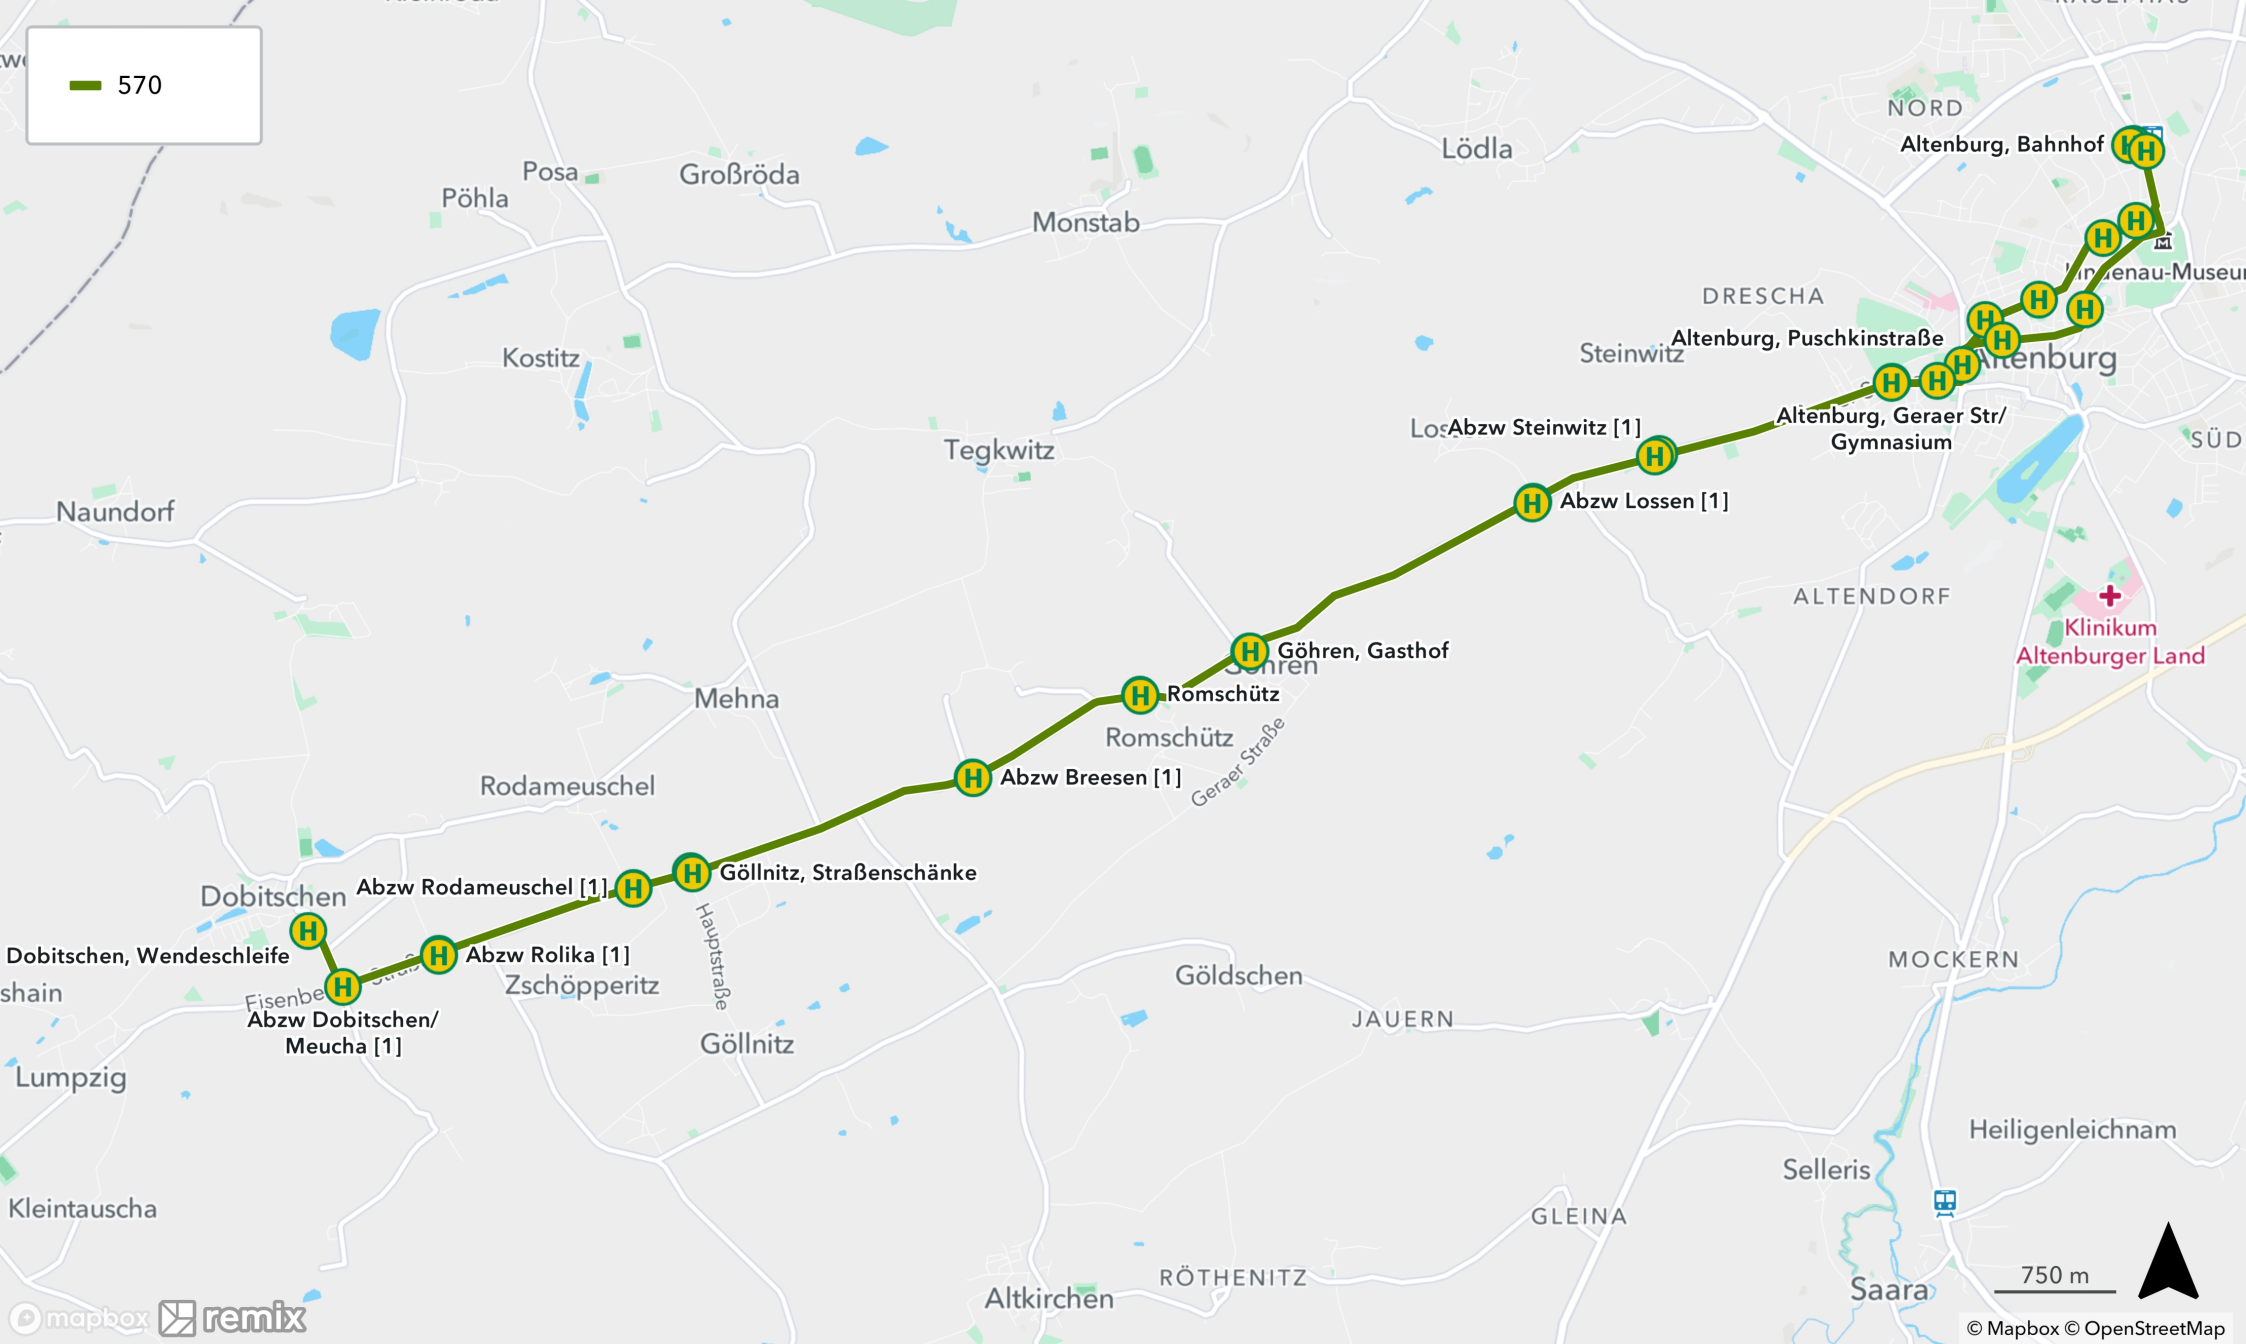 570
NORD
Altenburg, Bahnhof
Lödla
Posa
Großröda
Pöhla
Monstab
DRESCHA
Altenburg, Puschkinstraße
Steinwitz
Altenburg
Kostitz
Altenburg, Geraer Str/
Gymnasium
Abzw Steinwitz [1]
SÜD
Tegkwitz
Abzw Lossen [1]
Naundorf
ALTENDORF
Klinikum
Altenburger Land
Göhren, Gasthof
Göhren
Romschütz
Mehna
Romschütz
Geraer Straße
Abzw Breesen [1]
Rodameuschel
Göllnitz, Straßenschänke
Abzw Rodameuschel [1]
Dobitschen
Hauptstraße
Dobitschen, Wendeschleife
Abzw Rolika [1]
MOCKERN
Göldschen
Zschöpperitz
shain
Abzw Dobitschen/
Meucha [1]
JAUERN
Göllnitz
Lumpzig
Heiligenleichnam
Selleris
Kleintauscha
GLEINA
RÖTHENITZ
750 m
Saara
Altkirchen
mapbox remix
© Mapbox © OpenStreetMap